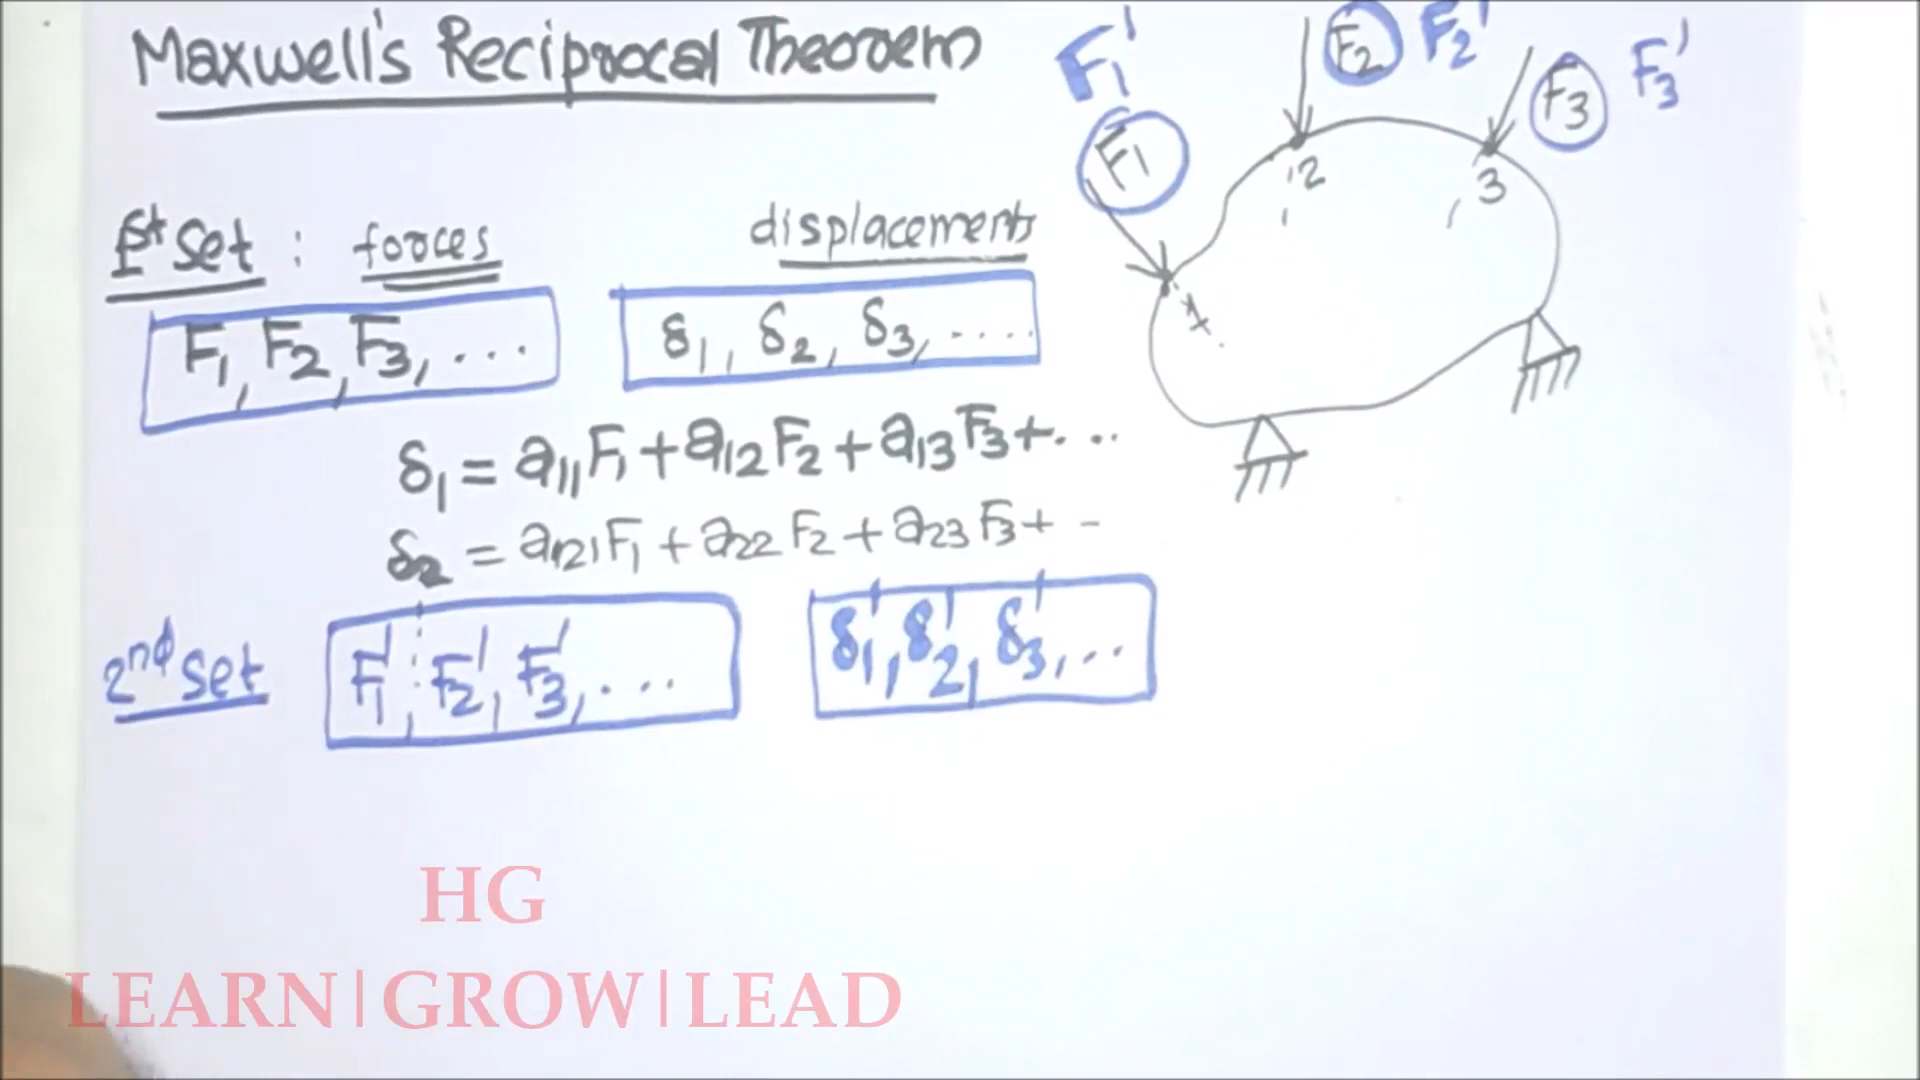 Maxwell's Reciprocal Theorem
F₁' F₂ F₂' F₃ F₃'
F₁
2 3
1
1st Set : forces displacements
F₁, F₂, F₃, ... δ₁, δ₂, δ₃, ....
δ₁ = a₁₁F₁ + a₁₂F₂ + a₁₃F₃ + ...
δ₂ = a₂₁F₁ + a₂₂F₂ + a₂₃F₃ + -
2nd Set F₁', F₂', F₃', ... δ₁', δ₂', δ₃', ...
HG
LEARN|GROW|LEAD